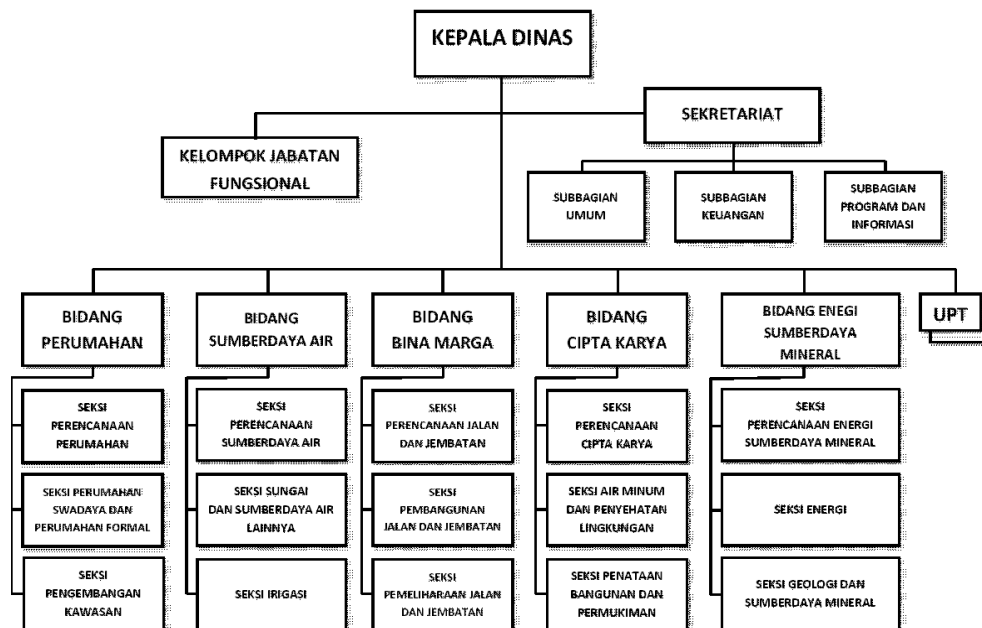 KEPALA DINAS
SEKRETARIAT
KELOMPOK JABATAN
FUNGSIONAL
SUBBAGIAN
UMUM
SUBBAGIAN
KEUANGAN
SUBBAGIAN
PROGRAM DAN
INFORMASI
BIDANG
PERUMAHAN
BIDANG
SUMBERDAYA AIR
BIDANG
BINA MARGA
BIDANG
CIPTA KARYA
BIDANG ENEGI
SUMBERDAYA
MINERAL
UPT
SEKSI
PERENCANAAN
PERUMAHAN
SEKSI
PERENCANAAN
SUMBERDAYA AIR
SEKSI
PERENCANAAN JALAN
DAN JEMBATAN
SEKSI
PERENCANAAN
CIPTA KARYA
SEKSI
PERENCANAAN ENERGI
SUMBERDAYA MINERAL
SEKSI PERUMAHAN
SWADAYA DAN
PERUMAHAN FORMAL
SEKSI SUNGAI
DAN SUMBERDAYA AIR
LAINNYA
SEKSI
PEMBANGUNAN
JALAN DAN JEMBATAN
SEKSI AIR MINUM
DAN PENYEHATAN
LINGKUNGAN
SEKSI ENERGI
SEKSI
PENGEMBANGAN
KAWASAN
SEKSI IRIGASI
SEKSI
PEMELIHARAAN JALAN
DAN JEMBATAN
SEKSI PENATAAN
BANGUNAN DAN
PERMUKIMAN
SEKSI GEOLOGI DAN
SUMBERDAYA MINERAL